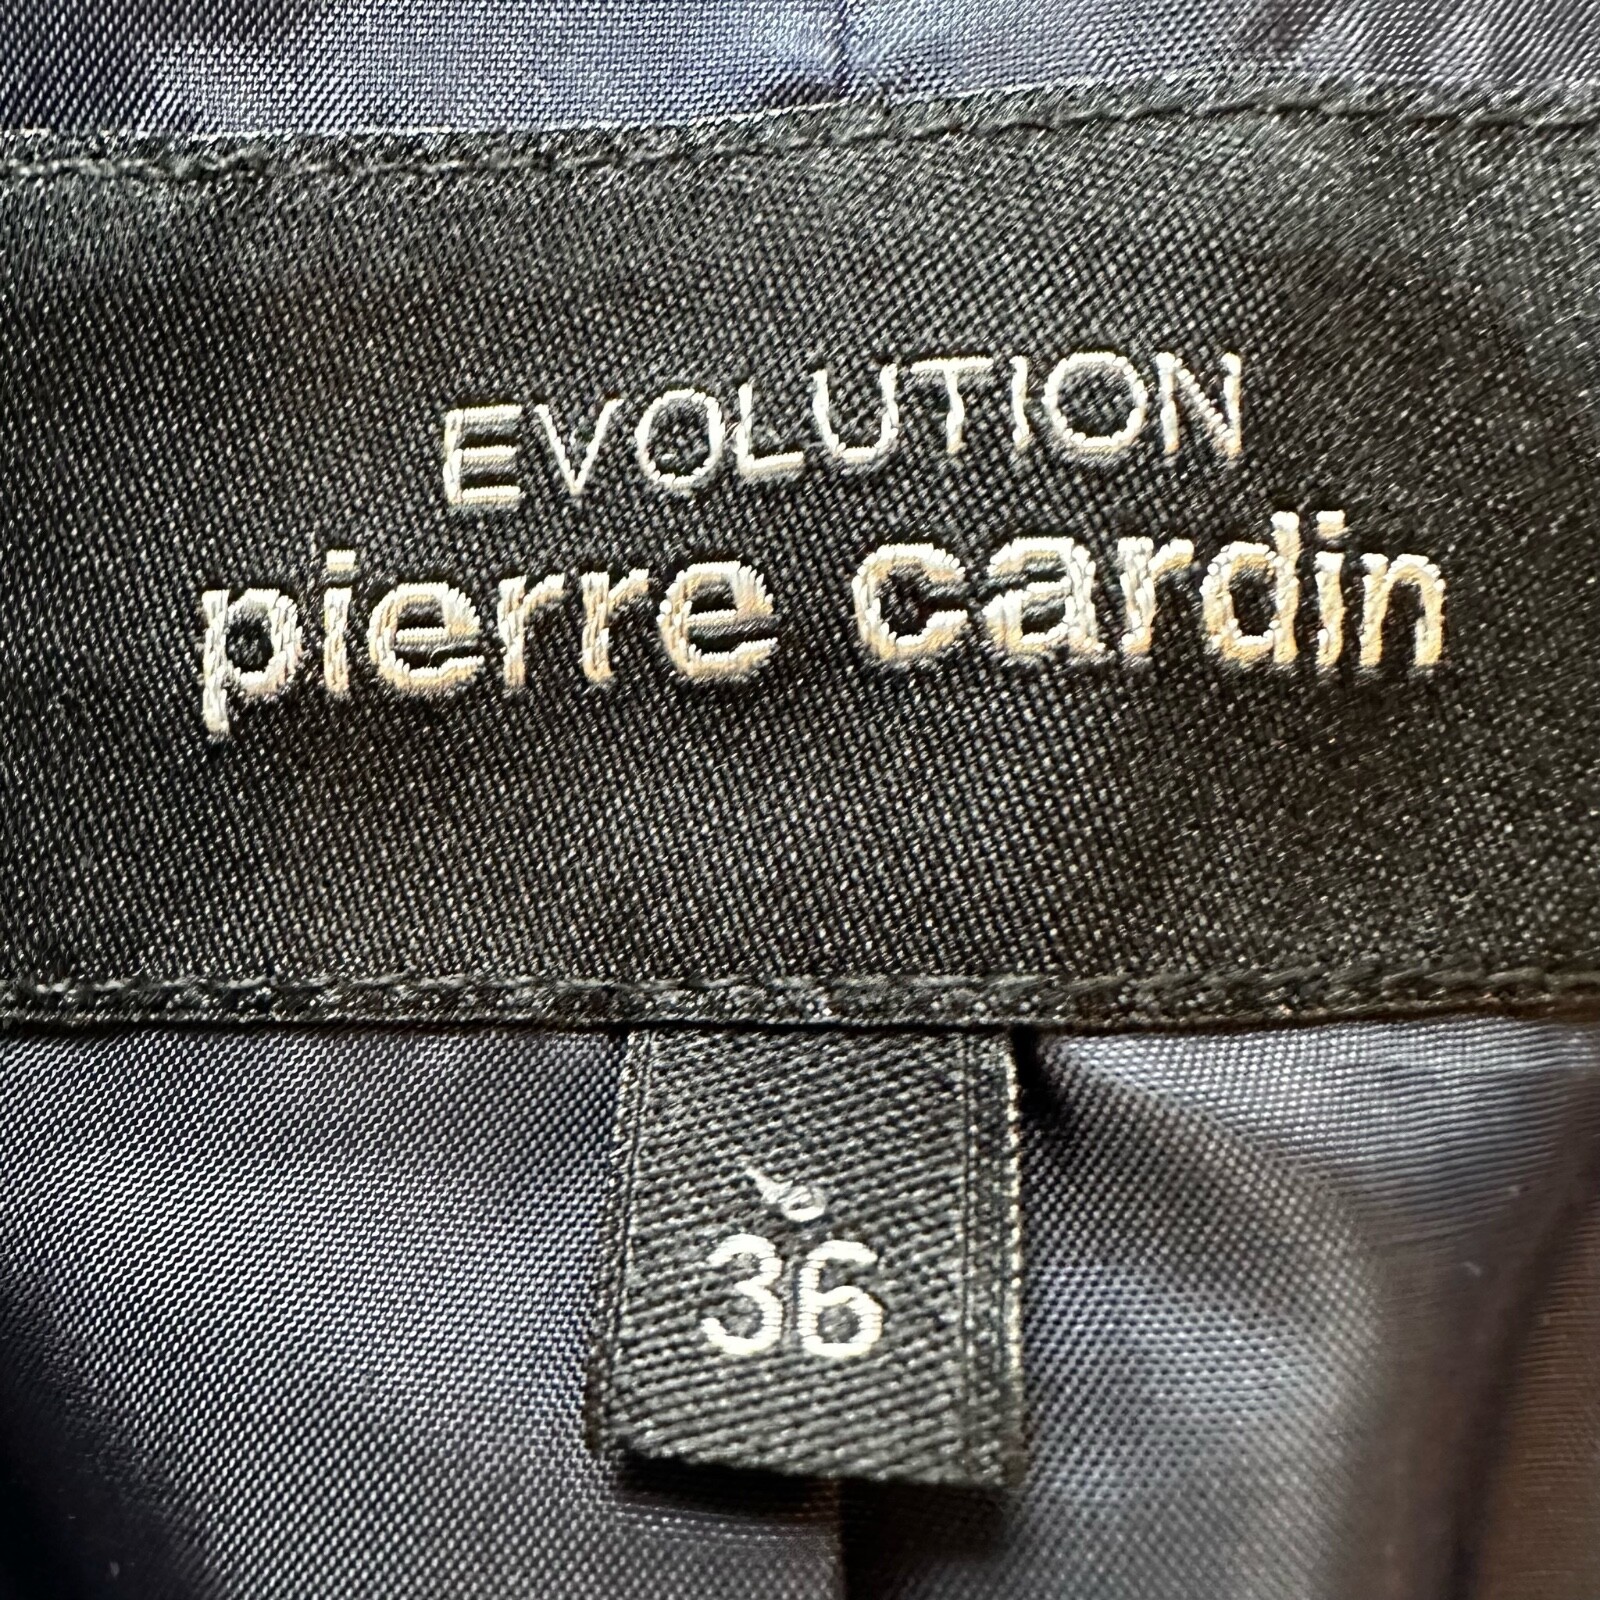 EVOLUTION
pierre cardin
36